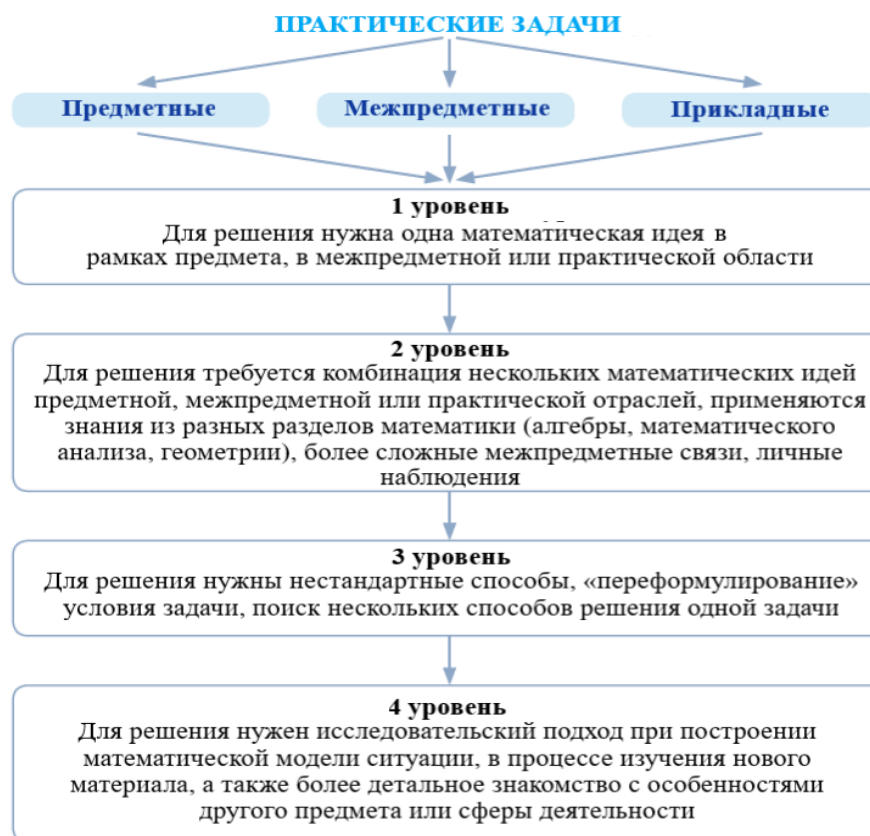 ПРАКТИЧЕСКИЕ ЗАДАЧИ
Предметные
Межпредметные
Прикладные
1 уровень
Для решения нужна одна математическая идея в
рамках предмета, в межпредметной или практической области
2 уровень
Для решения требуется комбинация нескольких математических идей
предметной, межпредметной или практической отраслей, применяются
знания из разных разделов математики (алгебры, математического
анализа, геометрии), более сложные межпредметные связи, личные
наблюдения
3 уровень
Для решения нужны нестандартные способы, «переформулирование»
условия задачи, поиск нескольких способов решения одной задачи
4 уровень
Для решения нужен исследовательский подход при построении
математической модели ситуации, в процессе изучения нового
материала, а также более детальное знакомство с особенностями
другого предмета или сферы деятельности